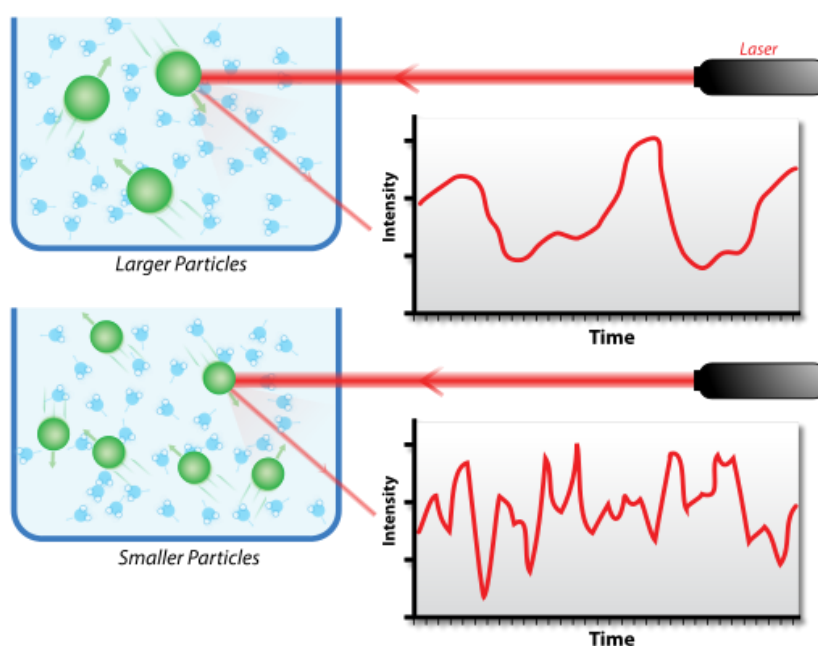 Laser
Intensity
Time
Larger Particles
Intensity
Time
Smaller Particles